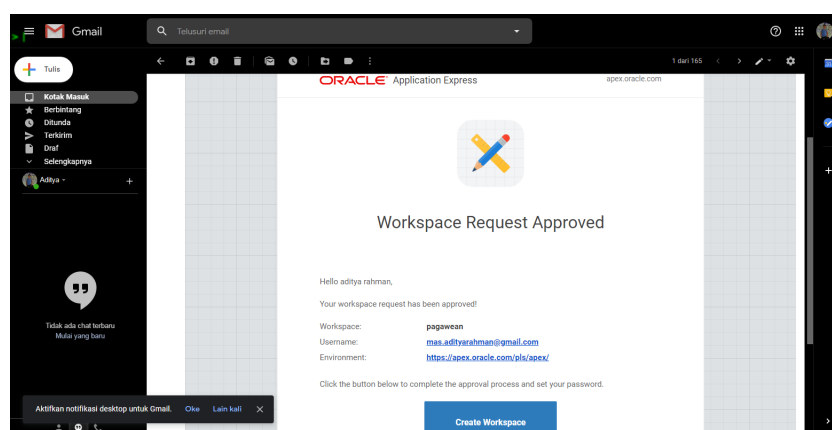 Gmail
Telusuri email
Tulis
1 dari 165
Kotak Masuk
Berbintang
Ditunda
Terkirim
Draf
Selengkapnya
Aditya
Tidak ada chat terbaru
Mulai yang baru
Aktifkan notifikasi desktop untuk Gmail. Oke Lain kali
ORACLE Application Express apex.oracle.com
Workspace Request Approved
Hello aditya rahman,
Your workspace request has been approved!
Workspace: pagawean
Username: mas.adityarahman@gmail.com
Environment: https://apex.oracle.com/pls/apex/
Click the button below to complete the approval process and set your password.
Create Workspace